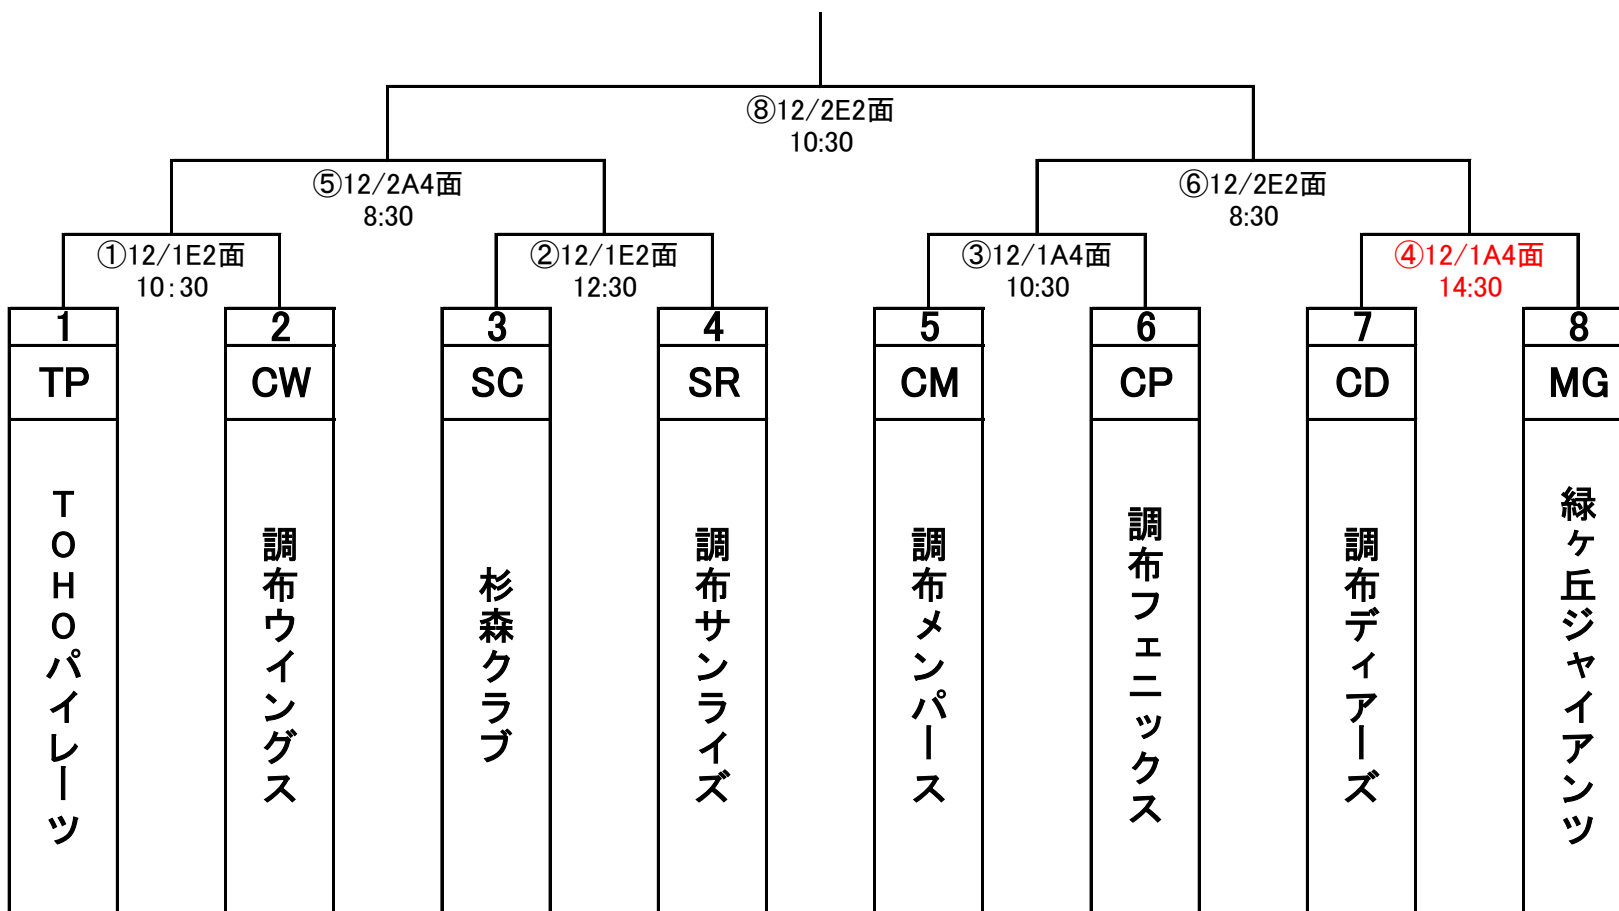 ⑧12/2E2面
10:30
⑤12/2A4面
8:30
⑥12/2E2面
8:30
①12/1E2面
10:30
②12/1E2面
12:30
③12/1A4面
10:30
④12/1A4面
14:30
1
2
3
4
5
6
7
8
TP
CW
SC
SR
CM
CP
CD
MG
TOHOパイレーツ
調布ウイングス
杉森クラブ
調布サンライズ
調布メンパース
調布フェニックス
調布ディアーズ
緑ヶ丘ジャイアンツ